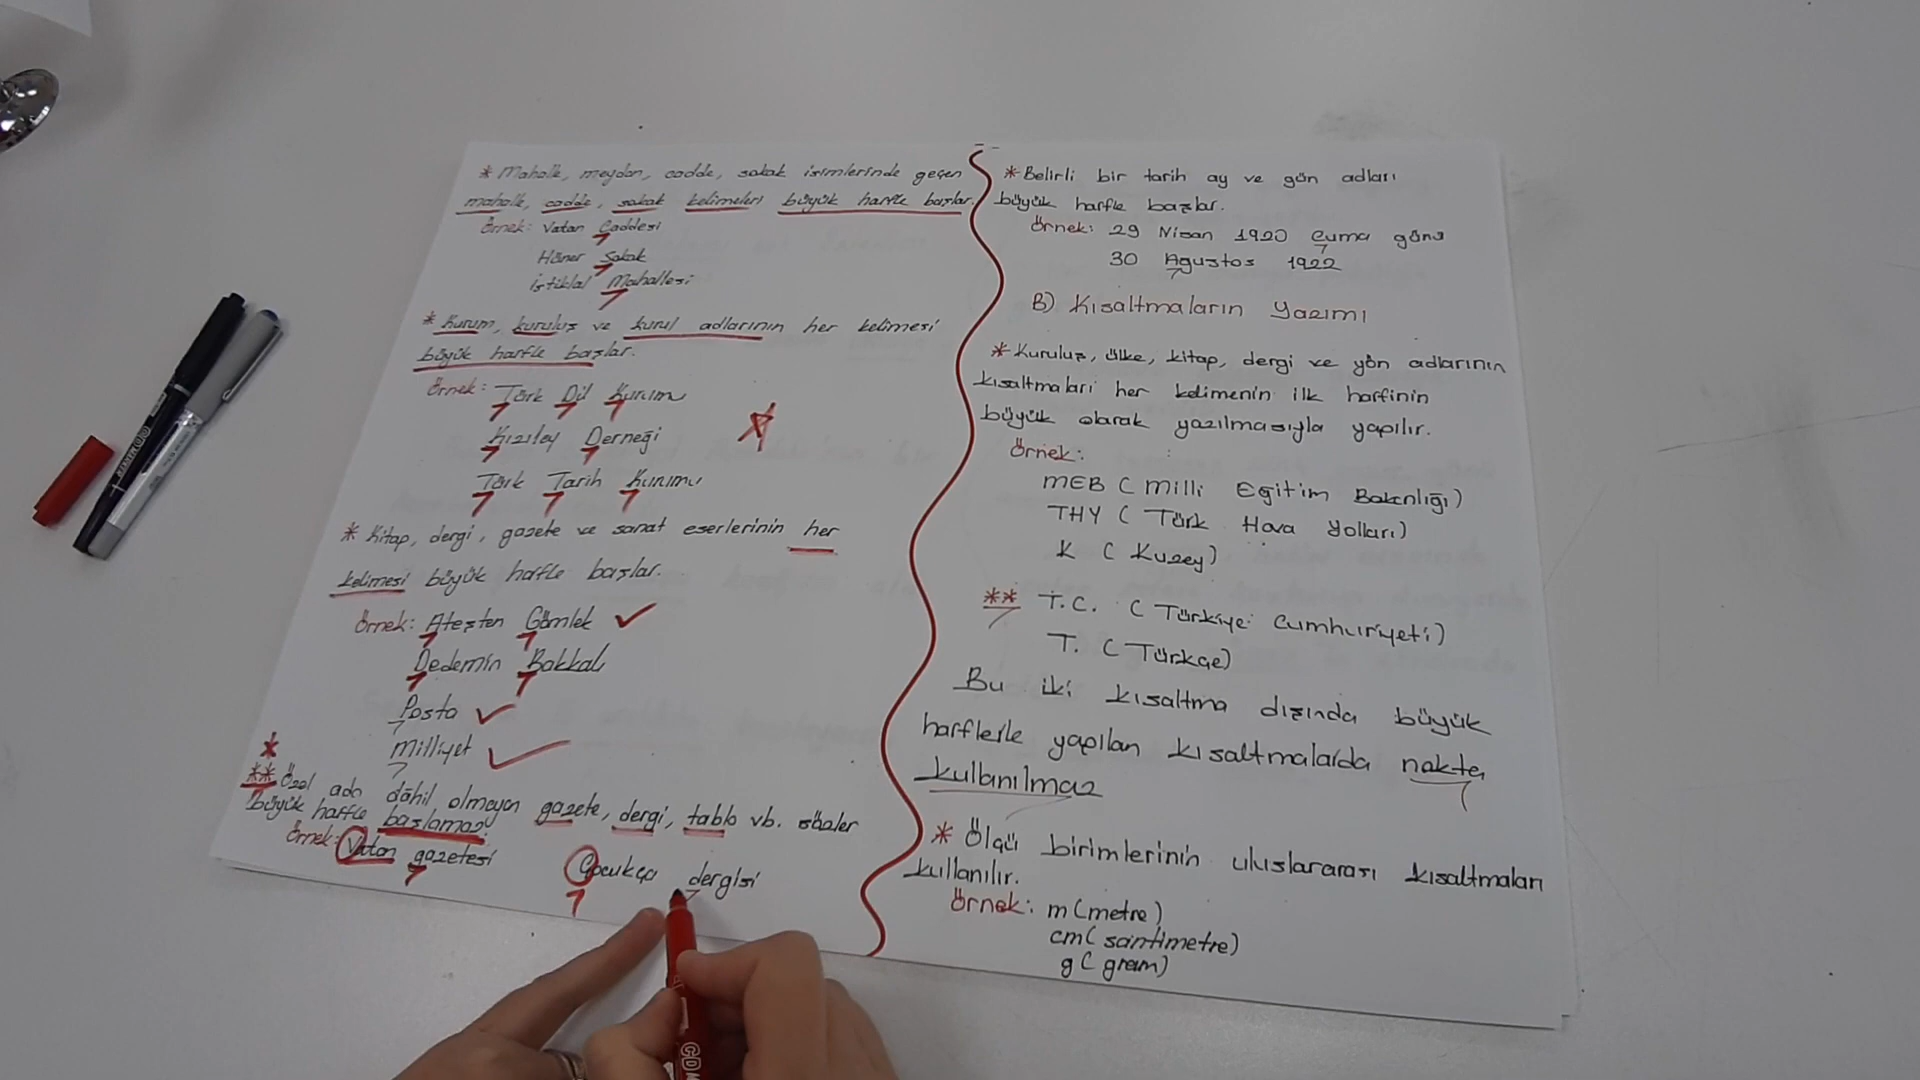 * Mahalle, meydan, cadde, sokak isimlerinde geçen
mahalle, cadde, sokak kelimeleri büyük harfle başlar.
Örnek: Vatan Caddesi
Hüner Sokak
İstiklal Mahallesi
* Kurum, kuruluş ve kurul adlarının her kelimesi
büyük harfle başlar.
Örnek: Türk Dil Kurumu
Kızılay Derneği
Türk Tarih Kurumu
* Kitap, dergi, gazete ve sanat eserlerinin her
kelimesi büyük harfle başlar.
Örnek: Ateşten Gömlek ✓
Dedemin Bakkalı
Posta ✓
Milliyet ✓
** Özel ada dâhil olmayan gazete, dergi, tablo vb. sözler
büyük harfle başlamaz.
Örnek: Vatan gazetesi
Çocukça dergisi
* Belirli bir tarih ay ve gün adları
büyük harfle başlar.
Örnek: 29 Nisan 1920 Cuma günü
30 Ağustos 1922
B) Kısaltmaların Yazımı
* Kuruluş, ülke, kitap, dergi ve yön adlarının
kısaltmaları her kelimenin ilk harfinin
büyük olarak yazılmasıyla yapılır.
Örnek:
MEB ( Milli Eğitim Bakanlığı)
THY ( Türk Hava Yolları)
K ( Kuzey)
** T.C. ( Türkiye Cumhuriyeti)
T. ( Türkçe)
Bu iki kısaltma dışında büyük
harflerle yapılan kısaltmalarda nokta
kullanılmaz
* Ölçü birimlerinin uluslararası kısaltmaları
kullanılır.
Örnek: m (metre)
cm( santimetre)
g( gram)